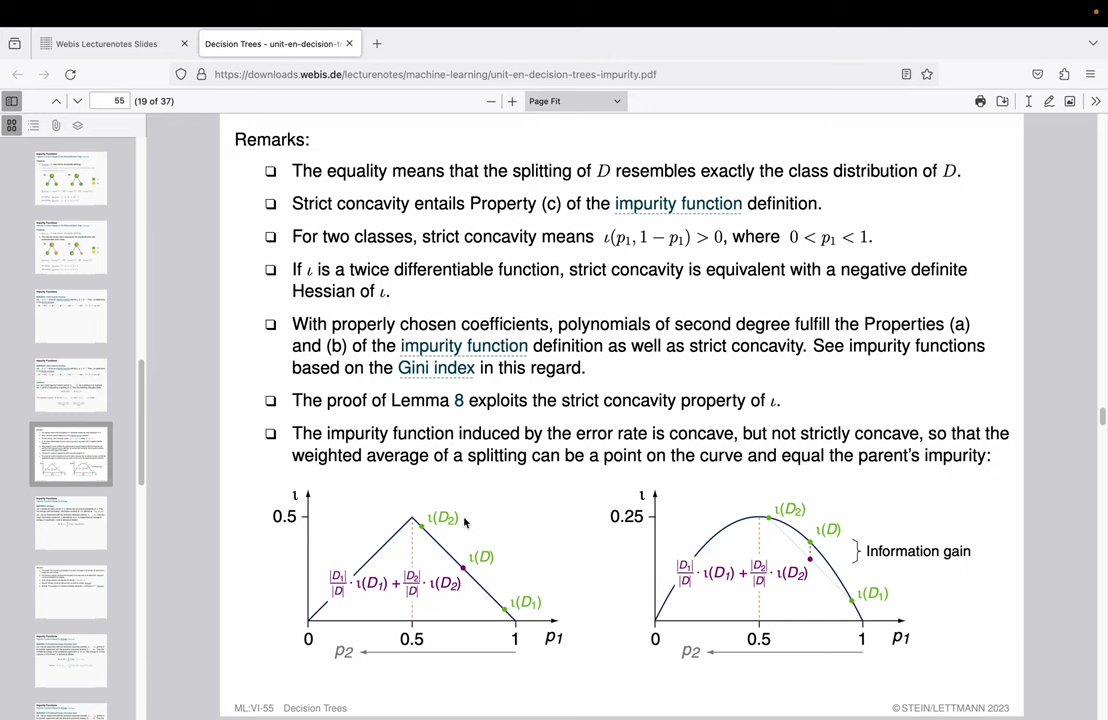 Webis Lecturenotes Slides
Decision Trees - unit-en-decision-tr
https://downloads.webis.de/lecturenotes/machine-learning/unit-en-decision-trees-impurity.pdf
55 (19 of 37)
Page Fit
Remarks:
❑ The equality means that the splitting of D resembles exactly the class distribution of D.
❑ Strict concavity entails Property (c) of the impurity function definition.
❑ For two classes, strict concavity means ι(p₁, 1 − p₁) > 0, where 0 < p₁ < 1.
❑ If ι is a twice differentiable function, strict concavity is equivalent with a negative definite
Hessian of ι.
❑ With properly chosen coefficients, polynomials of second degree fulfill the Properties (a)
and (b) of the impurity function definition as well as strict concavity. See impurity functions
based on the Gini index in this regard.
❑ The proof of Lemma 8 exploits the strict concavity property of ι.
❑ The impurity function induced by the error rate is concave, but not strictly concave, so that the
weighted average of a splitting can be a point on the curve and equal the parent's impurity:
ι
0.5
ι(D₂)
ι(D)
|D₁|/|D| · ι(D₁) + |D₂|/|D| · ι(D₂)
ι(D₁)
0 0.5 1 p₁
p₂
ι
0.25
ι(D₂)
ι(D)
Information gain
|D₁|/|D| · ι(D₁) + |D₂|/|D| · ι(D₂)
ι(D₁)
0 0.5 1 p₁
p₂
ML:VI-55 Decision Trees
©STEIN/LETTMANN 2023